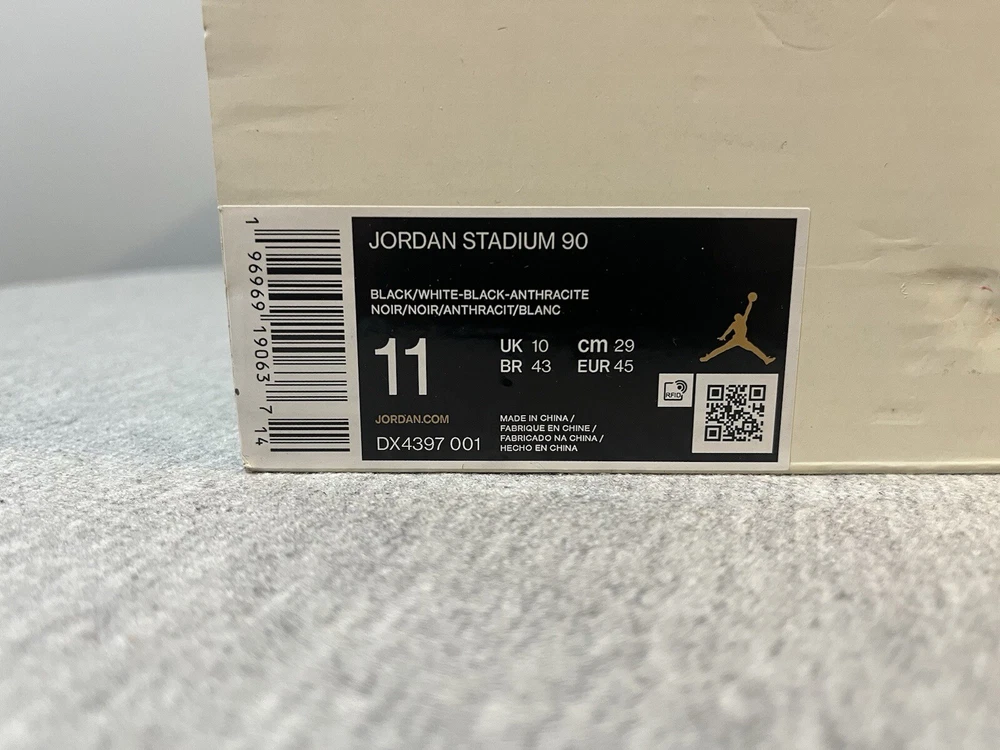 1 96969 19063 7 14
JORDAN STADIUM 90
BLACK/WHITE-BLACK-ANTHRACITE
NOIR/NOIR/ANTHRACIT/BLANC
11
UK 10 cm 29
BR 43 EUR 45
RFID
JORDAN.COM
DX4397 001
MADE IN CHINA /
FABRIQUE EN CHINE /
FABRICADO NA CHINA /
HECHO EN CHINA